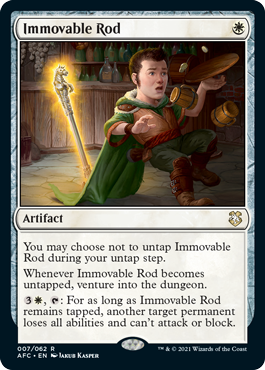 Immovable Rod
Artifact
You may choose not to untap Immovable
Rod during your untap step.
Whenever Immovable Rod becomes
untapped, venture into the dungeon.
3, : For as long as Immovable Rod
remains tapped, another target permanent
loses all abilities and can't attack or block.
007/062 R
AFC • EN Jakub Kasper
™ & © 2021 Wizards of the Coast